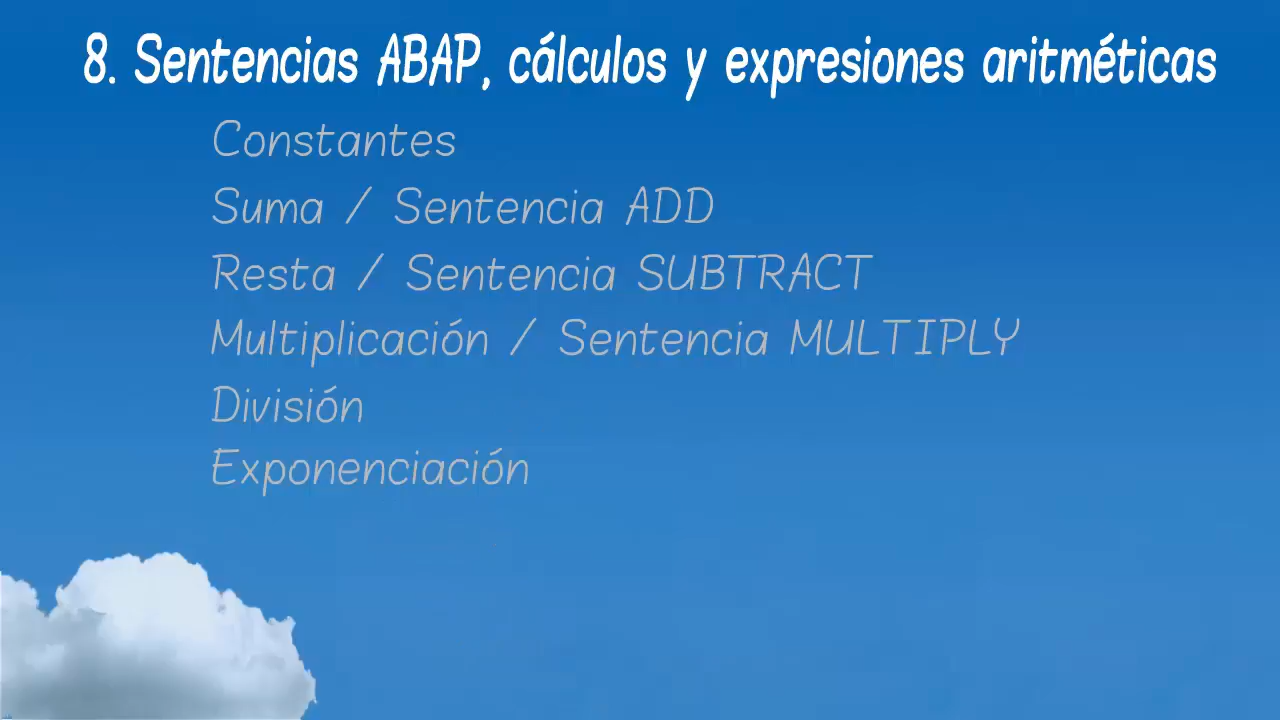 8. Sentencias ABAP, cálculos y expresiones aritméticas
Constantes
Suma / Sentencia ADD
Resta / Sentencia SUBTRACT
Multiplicación / Sentencia MULTIPLY
División
Exponenciación